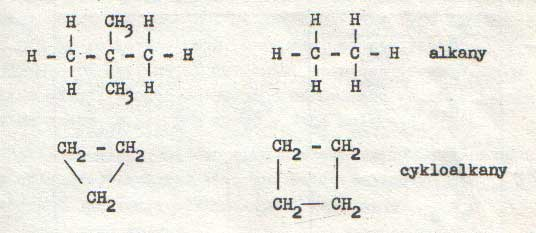 H CH3 H H H
H - C - C - C - H H - C - C - H alkany
H CH3 H H H
CH2 - CH2 CH2 - CH2
cykloalkany
CH2 CH2 — CH2